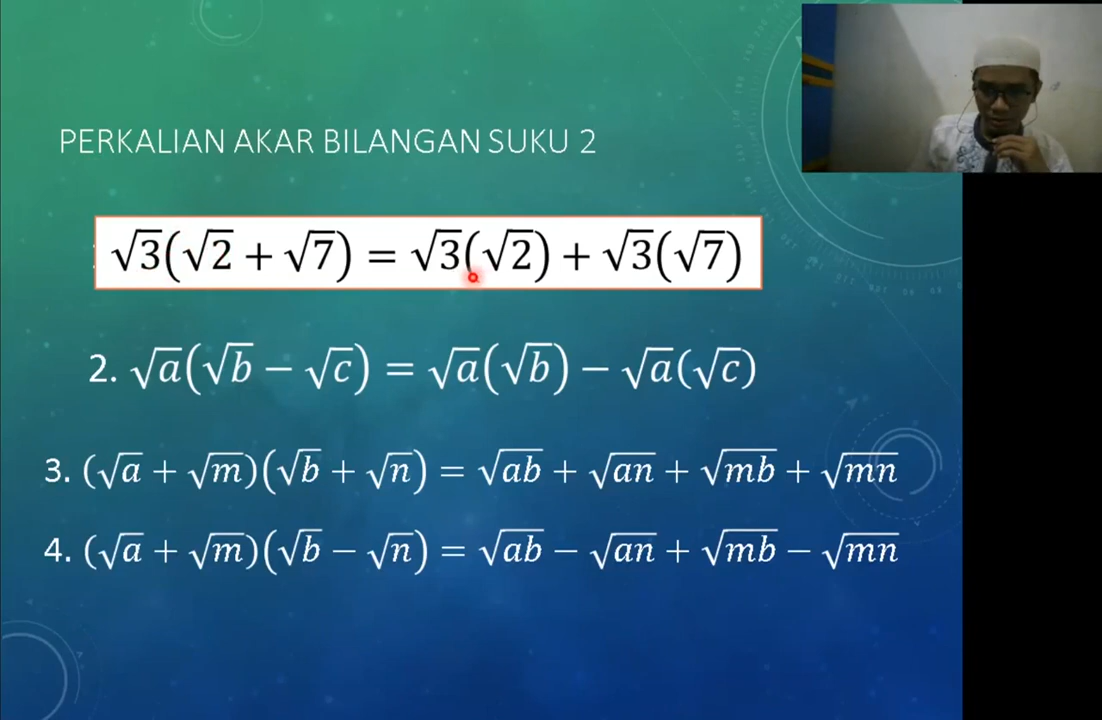 PERKALIAN AKAR BILANGAN SUKU 2
√3(√2 + √7) = √3(√2) + √3(√7)
2. √a(√b − √c) = √a(√b) − √a(√c)
3. (√a + √m)(√b + √n) = √ab + √an + √mb + √mn
4. (√a + √m)(√b − √n) = √ab − √an + √mb − √mn